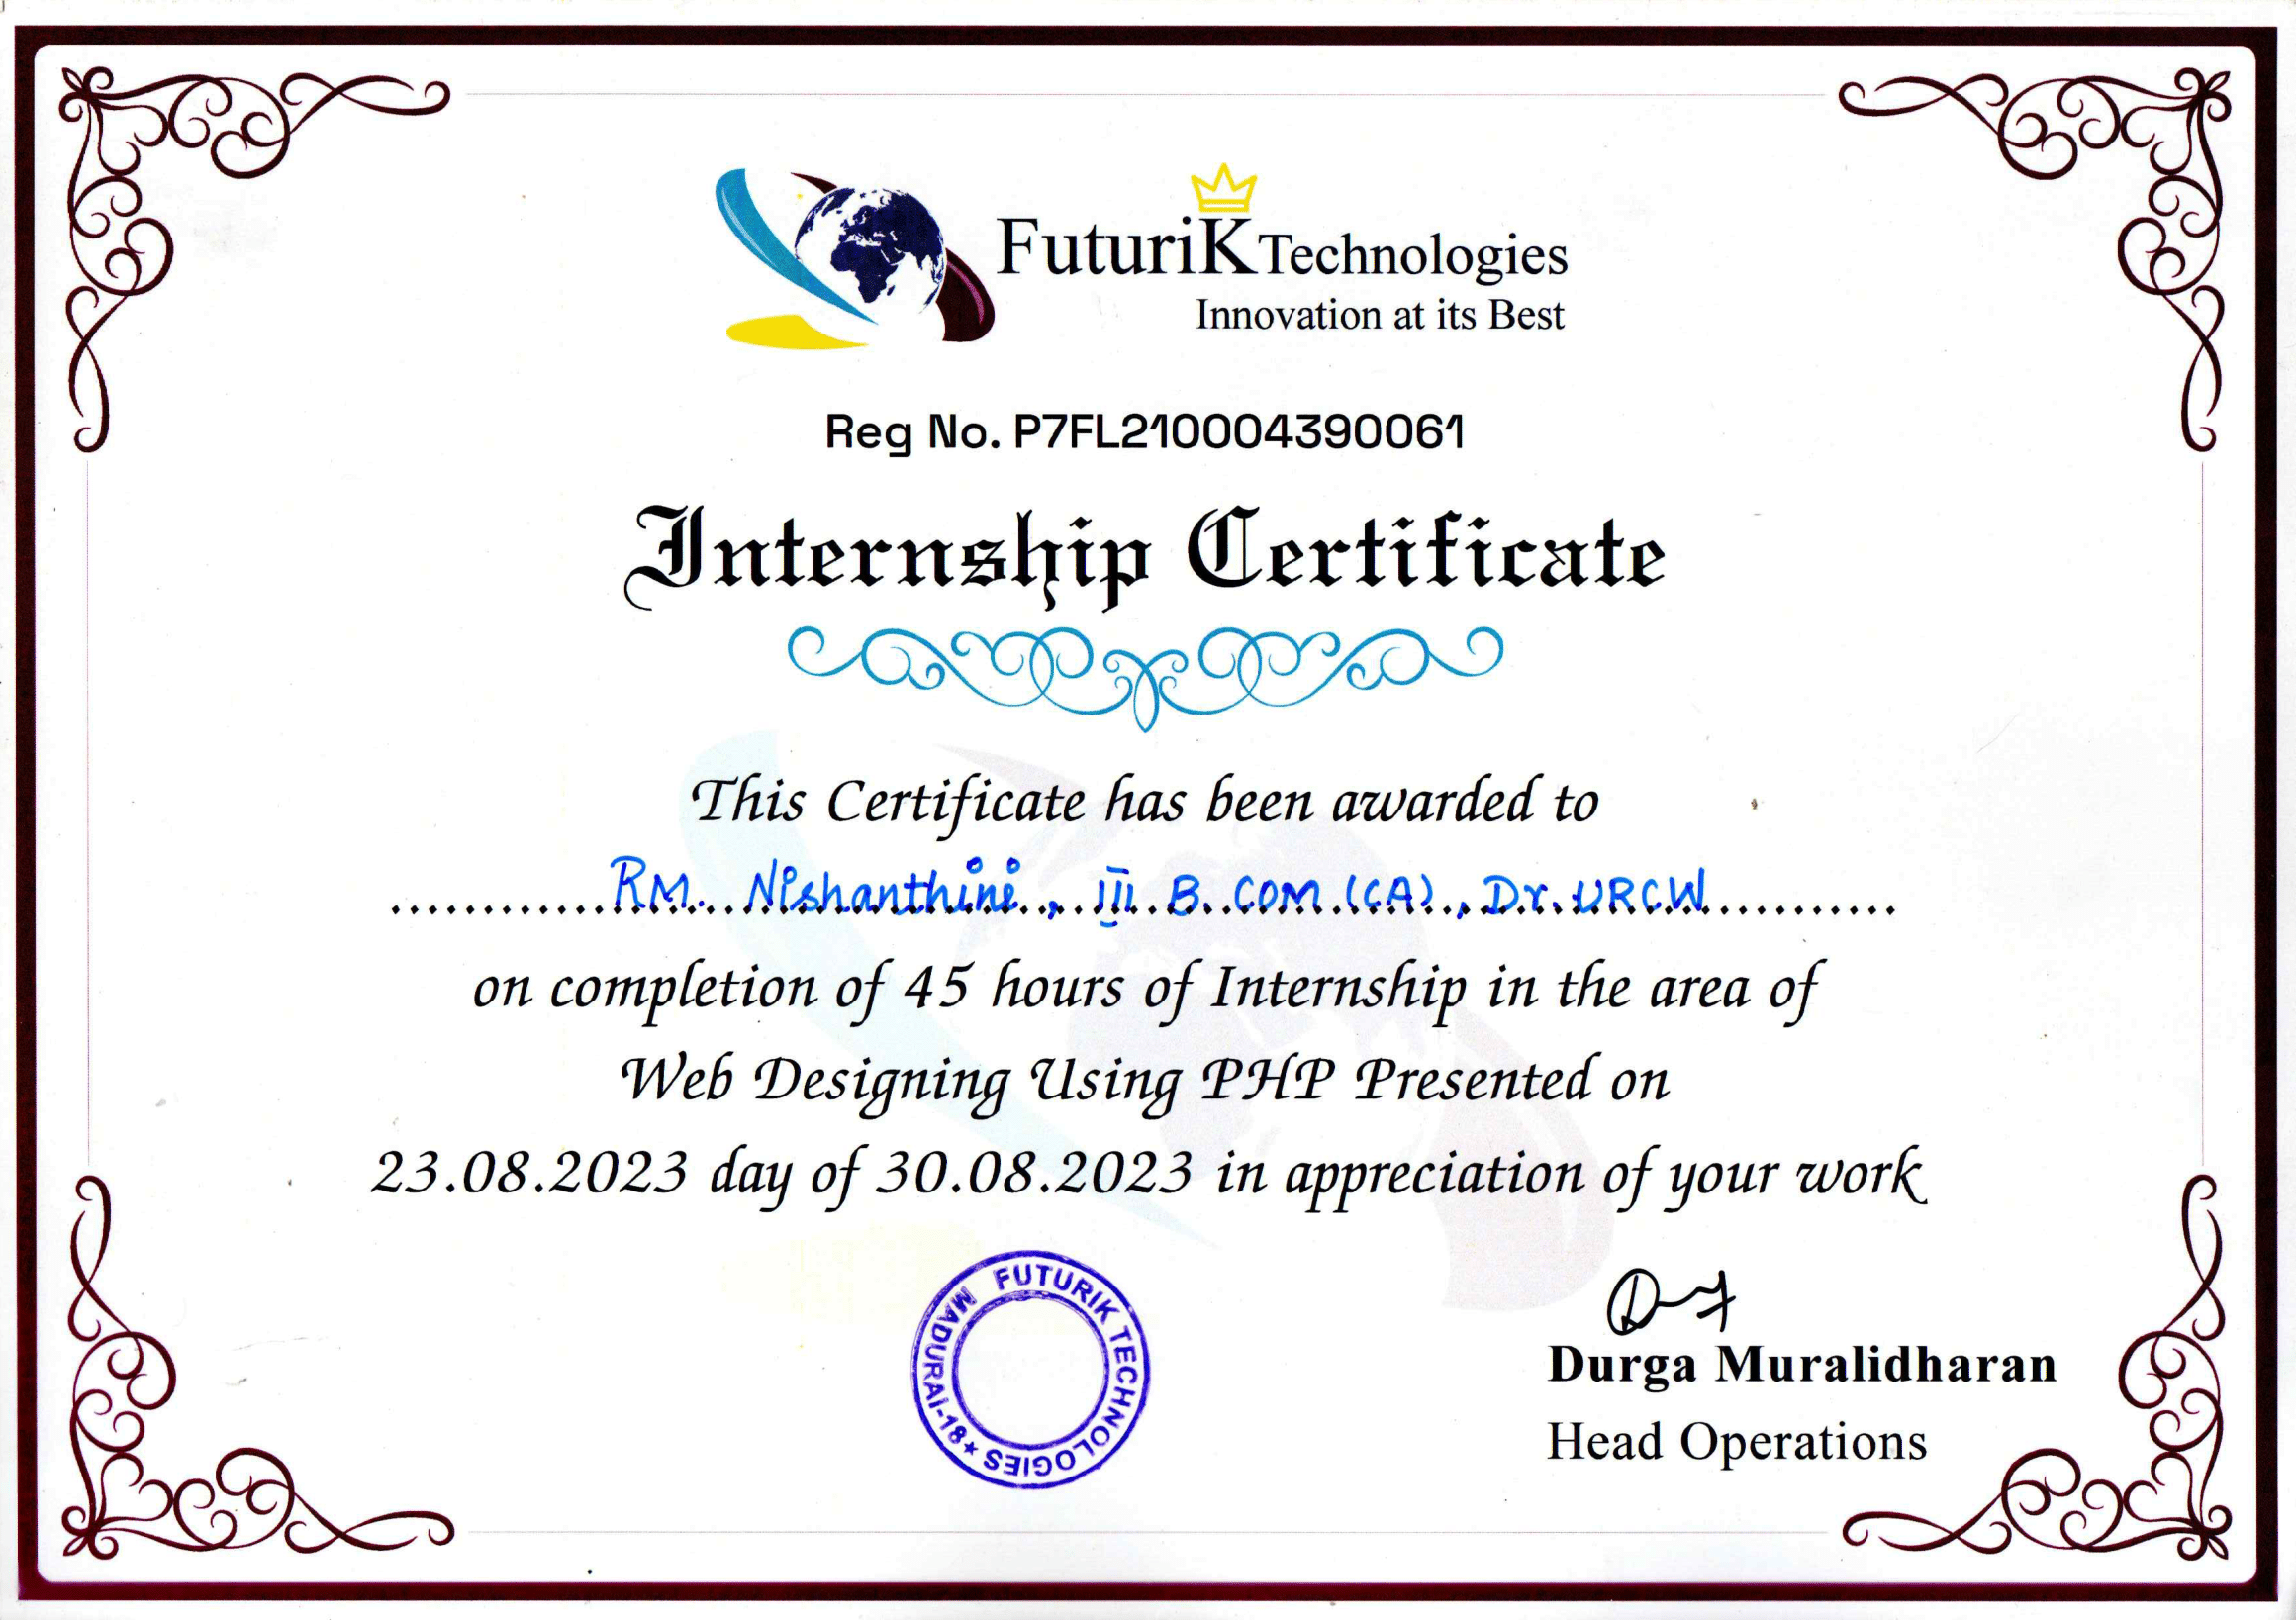 FuturiK Technologies
Innovation at its Best
Reg No. P7FL210004390061
Internship Certificate
This Certificate has been awarded to
RM. Nishanthini, III B.COM (CA), Dr.URCW
on completion of 45 hours of Internship in the area of
Web Designing Using PHP Presented on
23.08.2023 day of 30.08.2023 in appreciation of your work
FUTURIK TECHNOLOGIES ★ MADURAI-18
Durga Muralidharan
Head Operations